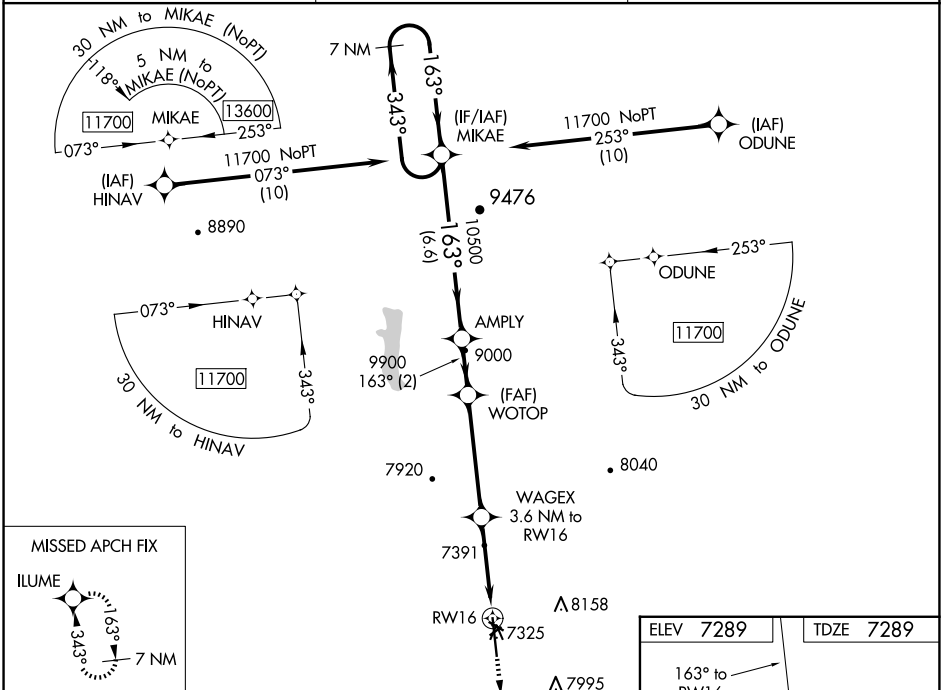 30 NM to MIKAE (NoPT)
5 NM to
MIKAE (NoPT)
118°
11700
13600
MIKAE
073°
253°
7 NM
163°
343°
(IF/IAF)
MIKAE
11700 NoPT
253°
(10)
(IAF)
ODUNE
11700 NoPT
073°
(10)
(IAF)
HINAV
8890
9476
10500
163°
(6.6)
073°
HINAV
11700
343°
30 NM to HINAV
253°
ODUNE
11700
343°
30 NM to ODUNE
AMPLY
9900
163° (2)
9000
(FAF)
WOTOP
7920
8040
WAGEX
3.6 NM to
RW16
7391
MISSED APCH FIX
ILUME
163°
343°
7 NM
RW16
7325
8158
7995
ELEV 7289
TDZE 7289
163° to
RW16